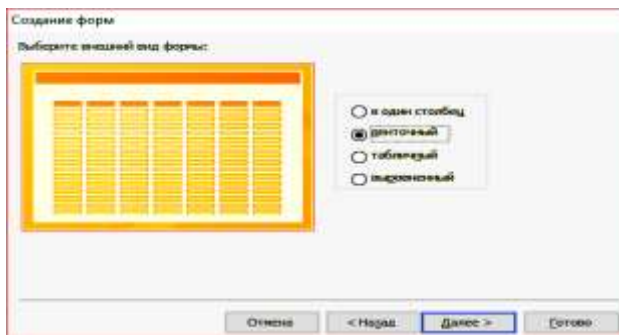 Создание форм
Выберите внешний вид формы:
в один столбец
ленточный
табличный
выровненный
Отмена
< Назад
Далее >
Готово